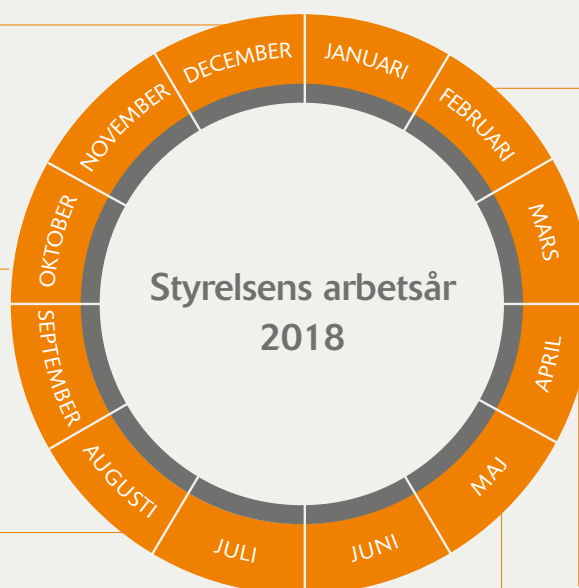 JANUARI
FEBRUARI
MARS
APRIL
MAJ
JUNI
JULI
AUGUSTI
SEPTEMBER
OKTOBER
NOVEMBER
DECEMBER
Styrelsens arbetsår
2018